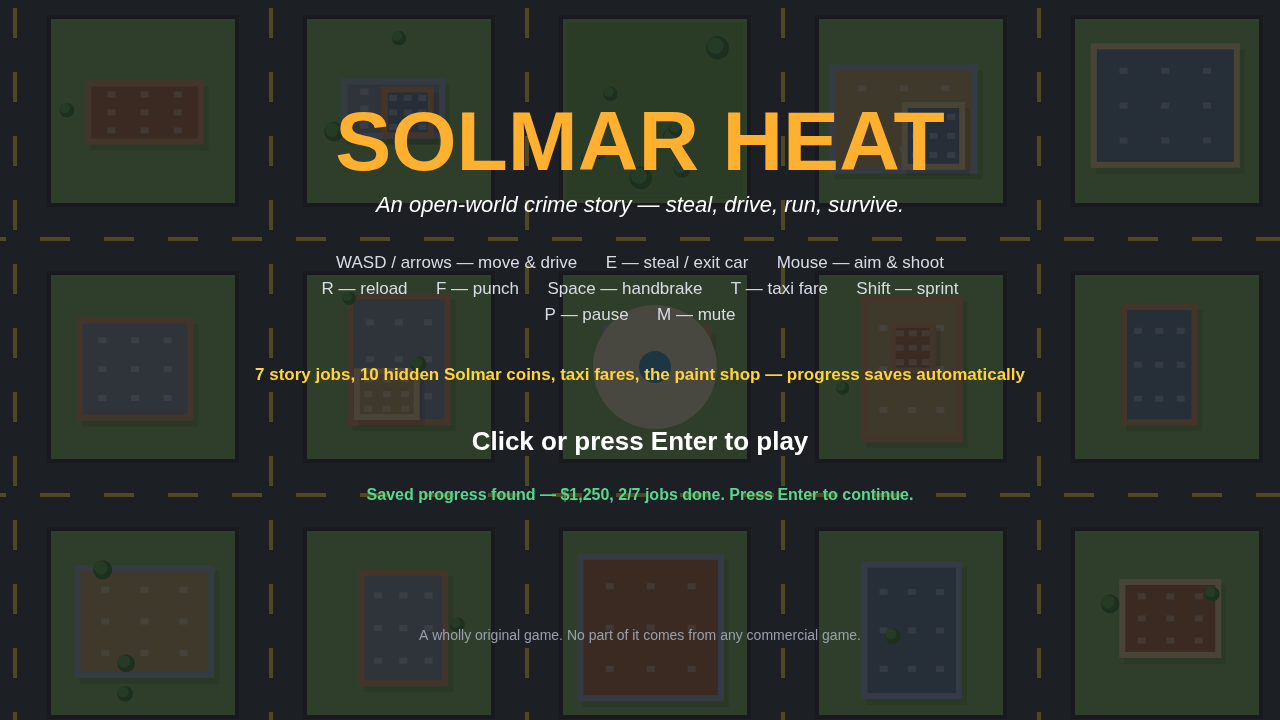 SOLMAR HEAT
An open-world crime story — steal, drive, run, survive.
WASD / arrows — move & drive E — steal / exit car Mouse — aim & shoot
R — reload F — punch Space — handbrake T — taxi fare Shift — sprint
P — pause M — mute
7 story jobs, 10 hidden Solmar coins, taxi fares, the paint shop — progress saves automatically
Click or press Enter to play
Saved progress found — $1,250, 2/7 jobs done. Press Enter to continue.
A wholly original game. No part of it comes from any commercial game.